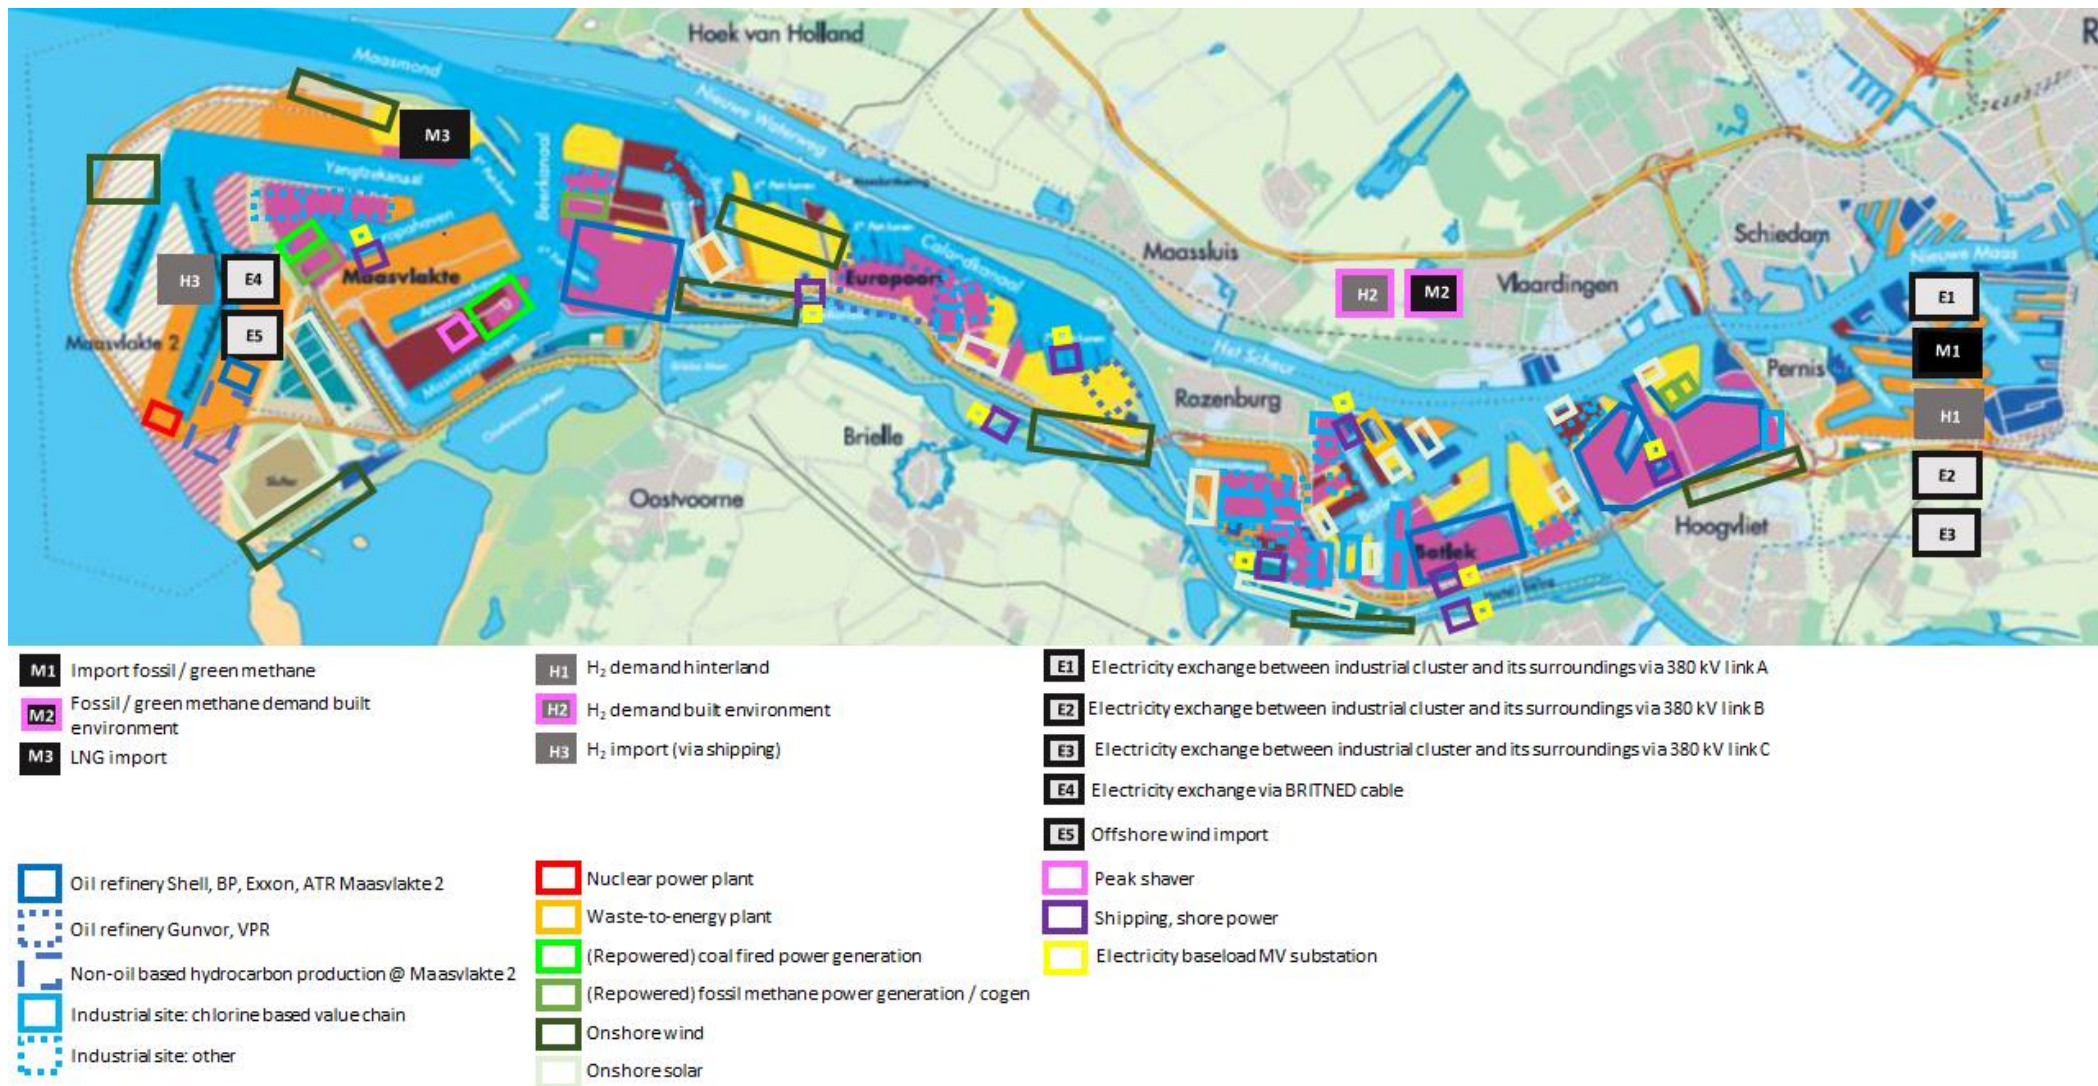 Hoek van Holland
R
Maasmond
Nieuwe Waterweg
M3
Beerkanaal
Yangtzekanaal
Schiedam
Nieuwe Maas
Calandkanaal
Maassluis
H3
E4
Maasvlakte
Europoort
H2
M2
Vlaardingen
E1
E5
Maasvlakte 2
Het Scheur
M1
Pernis
Rozenburg
H1
Brielle
E2
Oostvoorne
Hoogvliet
E3
Botlek
M1 Import fossil / green methane
M2 Fossil / green methane demand built
environment
M3 LNG import
H1 H₂ demand hinterland
H2 H₂ demand built environment
H3 H₂ import (via shipping)
E1 Electricity exchange between industrial cluster and its surroundings via 380 kV link A
E2 Electricity exchange between industrial cluster and its surroundings via 380 kV link B
E3 Electricity exchange between industrial cluster and its surroundings via 380 kV link C
E4 Electricity exchange via BRITNED cable
E5 Offshore wind import
Oil refinery Shell, BP, Exxon, ATR Maasvlakte 2
Oil refinery Gunvor, VPR
Non-oil based hydrocarbon production @ Maasvlakte 2
Industrial site: chlorine based value chain
Industrial site: other
Nuclear power plant
Waste-to-energy plant
(Repowered) coal fired power generation
(Repowered) fossil methane power generation / cogen
Onshore wind
Onshore solar
Peak shaver
Shipping, shore power
Electricity baseload MV substation